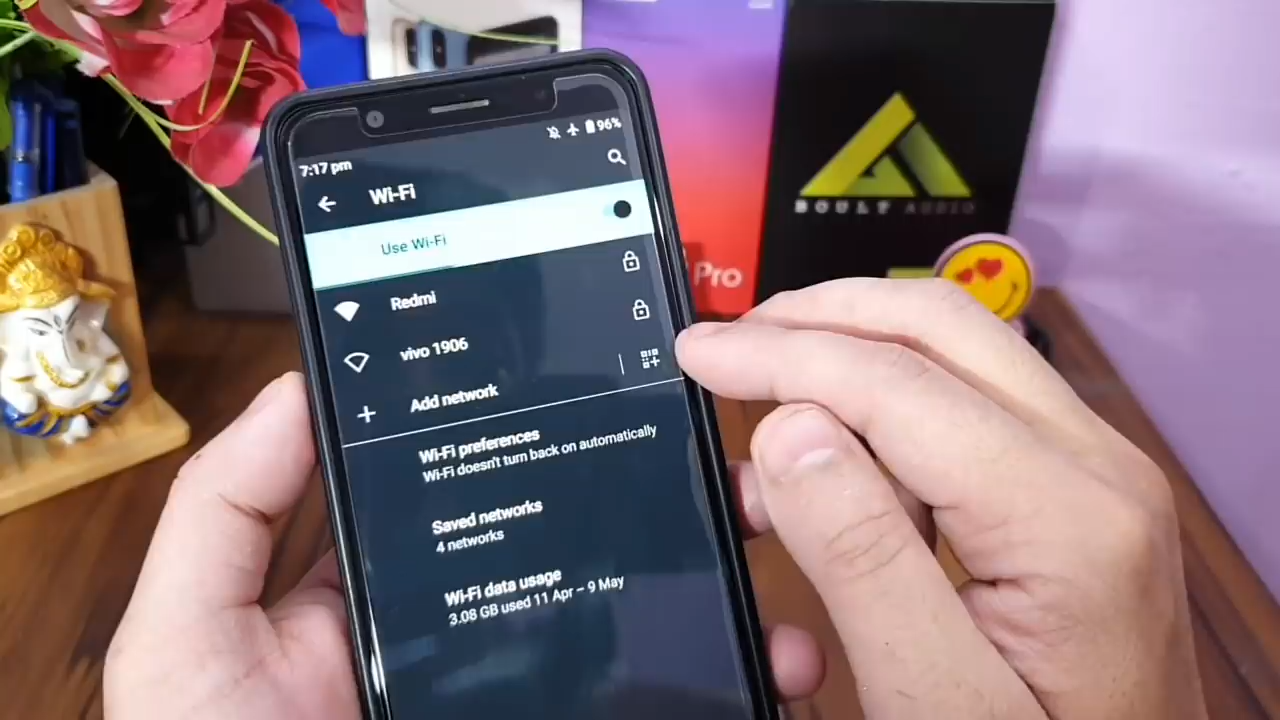 96%
7:17 pm
Wi-Fi
Use Wi-Fi
Redmi
vivo 1906
Add network
Wi-Fi preferences
Wi-Fi doesn't turn back on automatically
Saved networks
4 networks
Wi-Fi data usage
3.08 GB used 11 Apr – 9 May
Pro
BOULT AUDIO